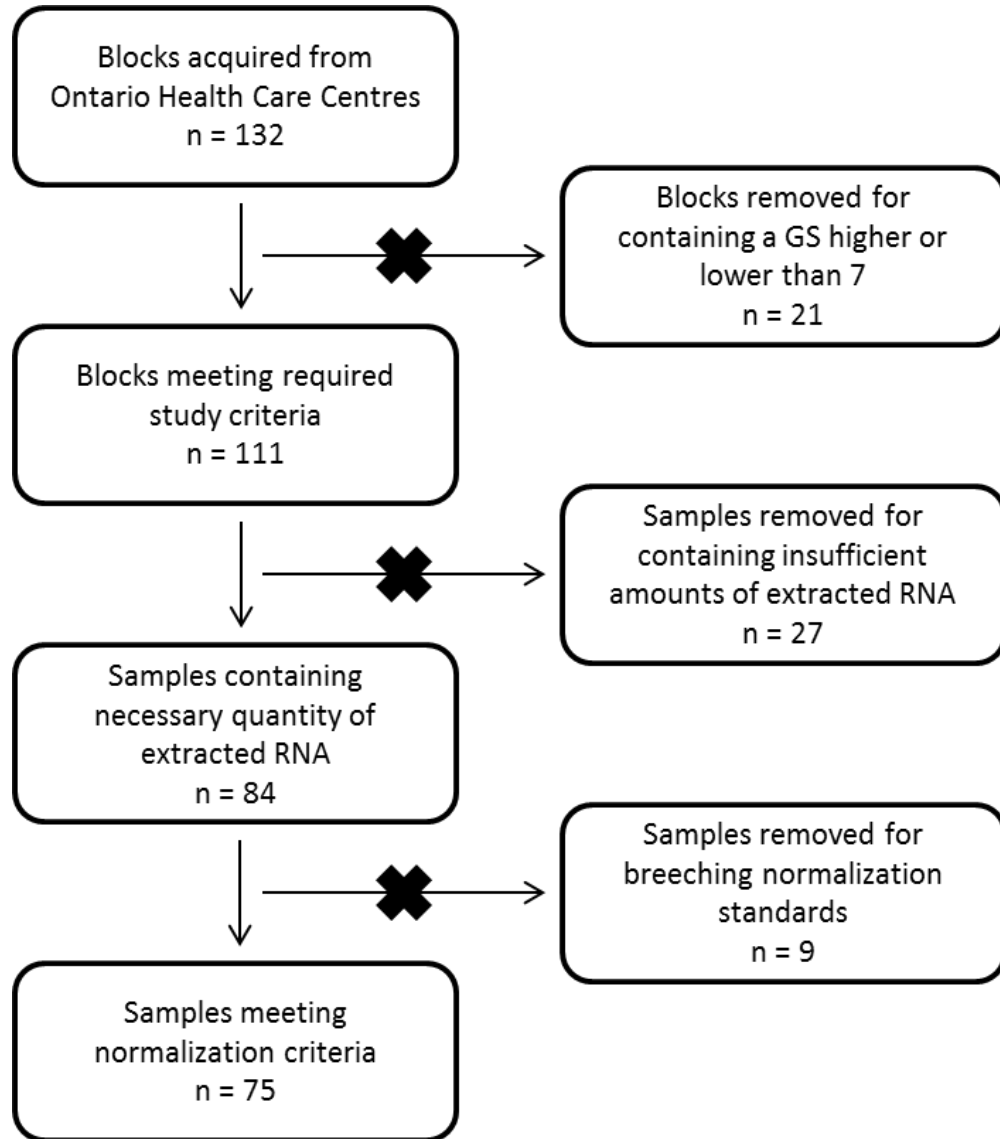 Blocks acquired from
Ontario Health Care Centres
n = 132
Blocks removed for
containing a GS higher or
lower than 7
n = 21
Blocks meeting required
study criteria
n = 111
Samples removed for
containing insufficient
amounts of extracted RNA
n = 27
Samples containing
necessary quantity of
extracted RNA
n = 84
Samples removed for
breeching normalization
standards
n = 9
Samples meeting
normalization criteria
n = 75